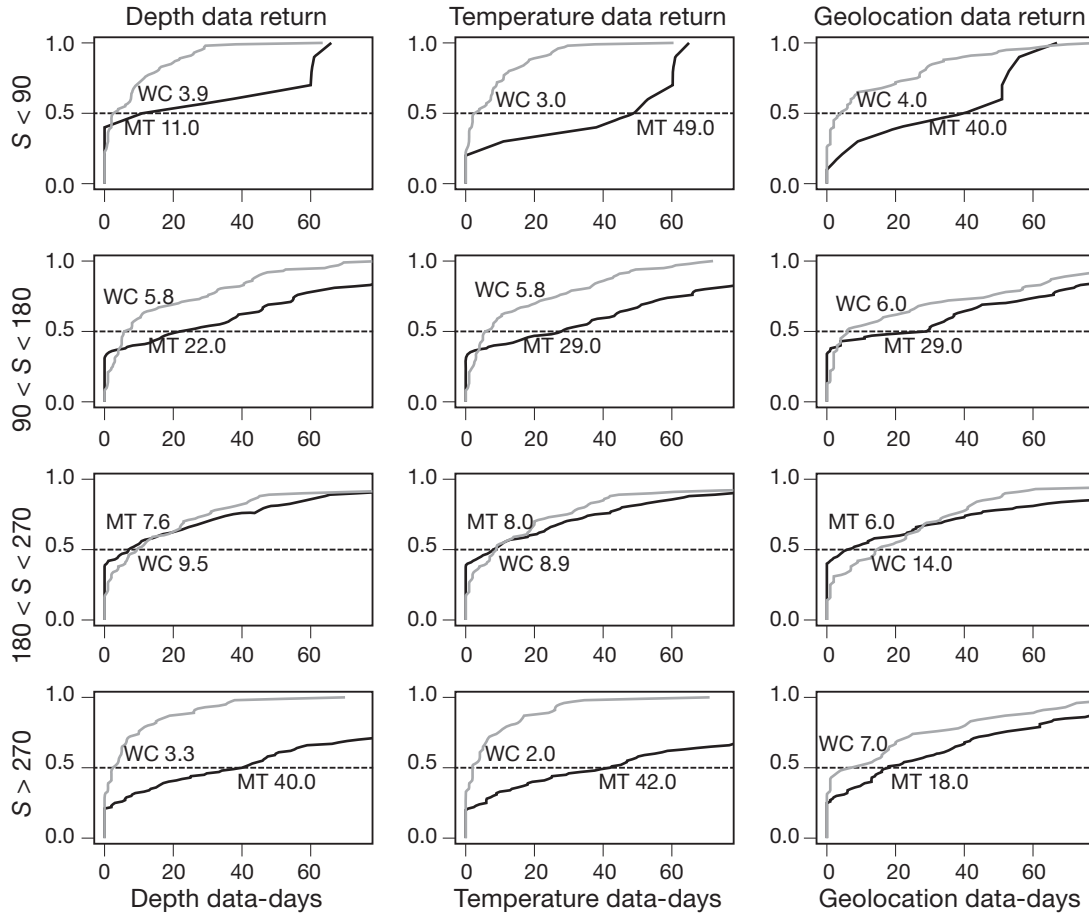 Depth data return
Temperature data return
Geolocation data return
S < 90
1.0
0.5
0.0
WC 3.9
MT 11.0
0 20 40 60
WC 3.0
MT 49.0
0 20 40 60
1.0
0.5
0.0
WC 4.0
MT 40.0
0 20 40 60
90 < S < 180
1.0
0.5
0.0
WC 5.8
MT 22.0
0 20 40 60
1.0
0.5
0.0
WC 5.8
MT 29.0
0 20 40 60
1.0
0.5
0.0
WC 6.0
MT 29.0
0 20 40 60
180 < S < 270
1.0
0.5
0.0
MT 7.6
WC 9.5
0 20 40 60
1.0
0.5
0.0
MT 8.0
WC 8.9
0 20 40 60
1.0
0.5
0.0
MT 6.0
WC 14.0
0 20 40 60
S > 270
1.0
0.5
0.0
WC 3.3
MT 40.0
0 20 40 60
Depth data-days
1.0
0.5
0.0
WC 2.0
MT 42.0
0 20 40 60
Temperature data-days
1.0
0.5
0.0
WC 7.0
MT 18.0
0 20 40 60
Geolocation data-days